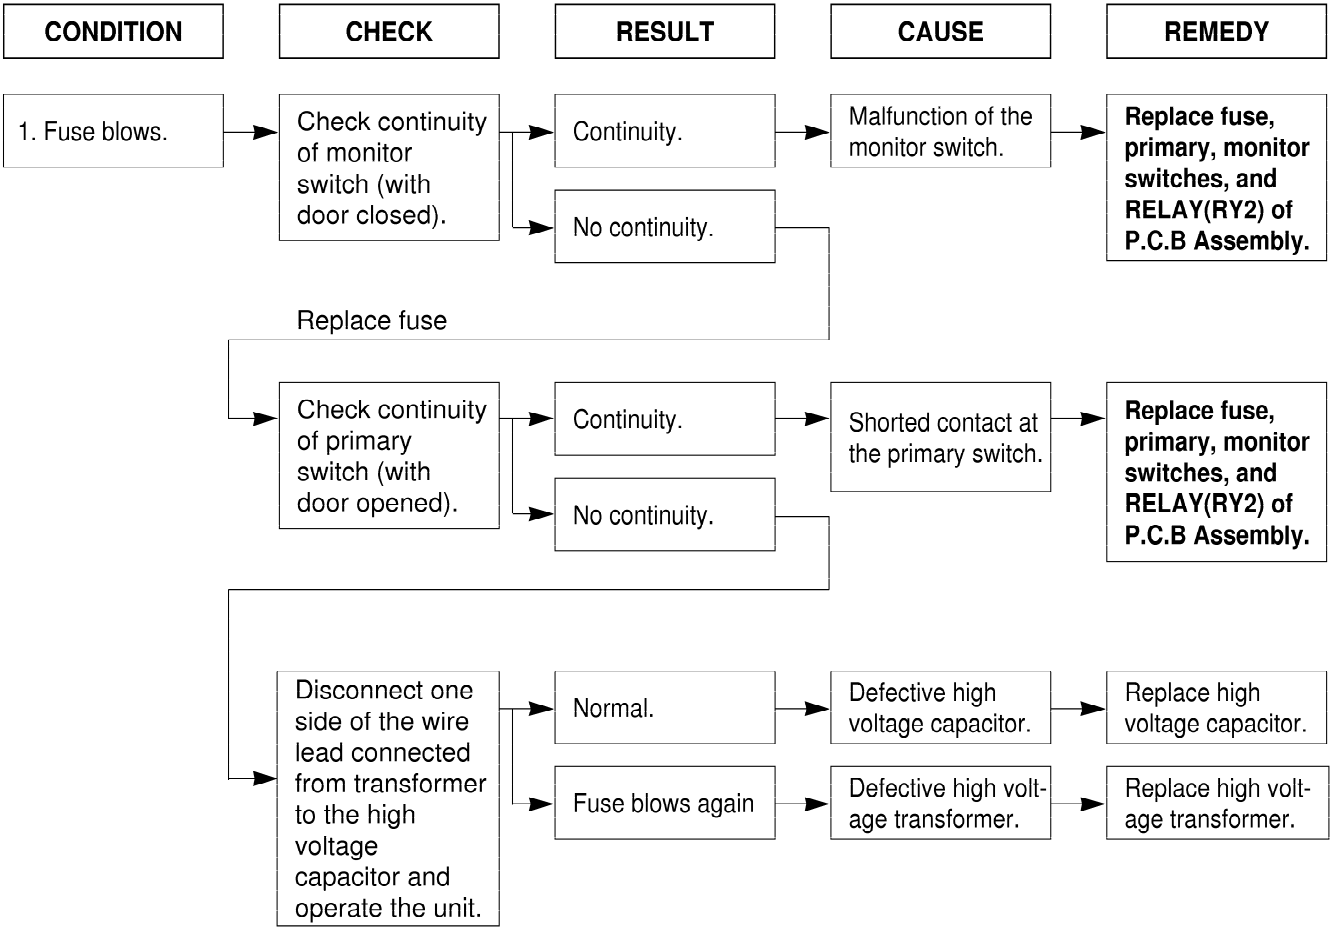 CONDITION
CHECK
RESULT
CAUSE
REMEDY
1. Fuse blows.
Check continuity
of monitor
switch (with
door closed).
Continuity.
Malfunction of the
monitor switch.
Replace fuse,
primary, monitor
switches, and
RELAY(RY2) of
P.C.B Assembly.
No continuity.
Replace fuse
Check continuity
of primary
switch (with
door opened).
Continuity.
Shorted contact at
the primary switch.
Replace fuse,
primary, monitor
switches, and
RELAY(RY2) of
P.C.B Assembly.
No continuity.
Disconnect one
side of the wire
lead connected
from transformer
to the high
voltage
capacitor and
operate the unit.
Normal.
Defective high
voltage capacitor.
Replace high
voltage capacitor.
Fuse blows again
Defective high volt-
age transformer.
Replace high volt-
age transformer.